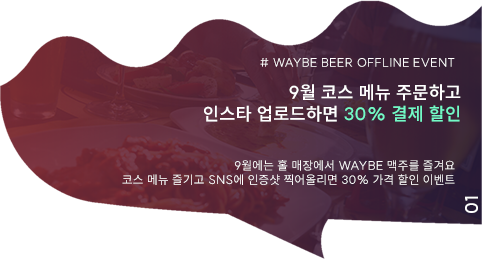 # WAYBE BEER OFFLINE EVENT
9월 코스 메뉴 주문하고
인스타 업로드하면 30% 결제 할인
9월에는 홀 매장에서 WAYBE 맥주를 즐겨요
코스 메뉴 즐기고 SNS에 인증샷 찍어올리면 30% 가격 할인 이벤트
01